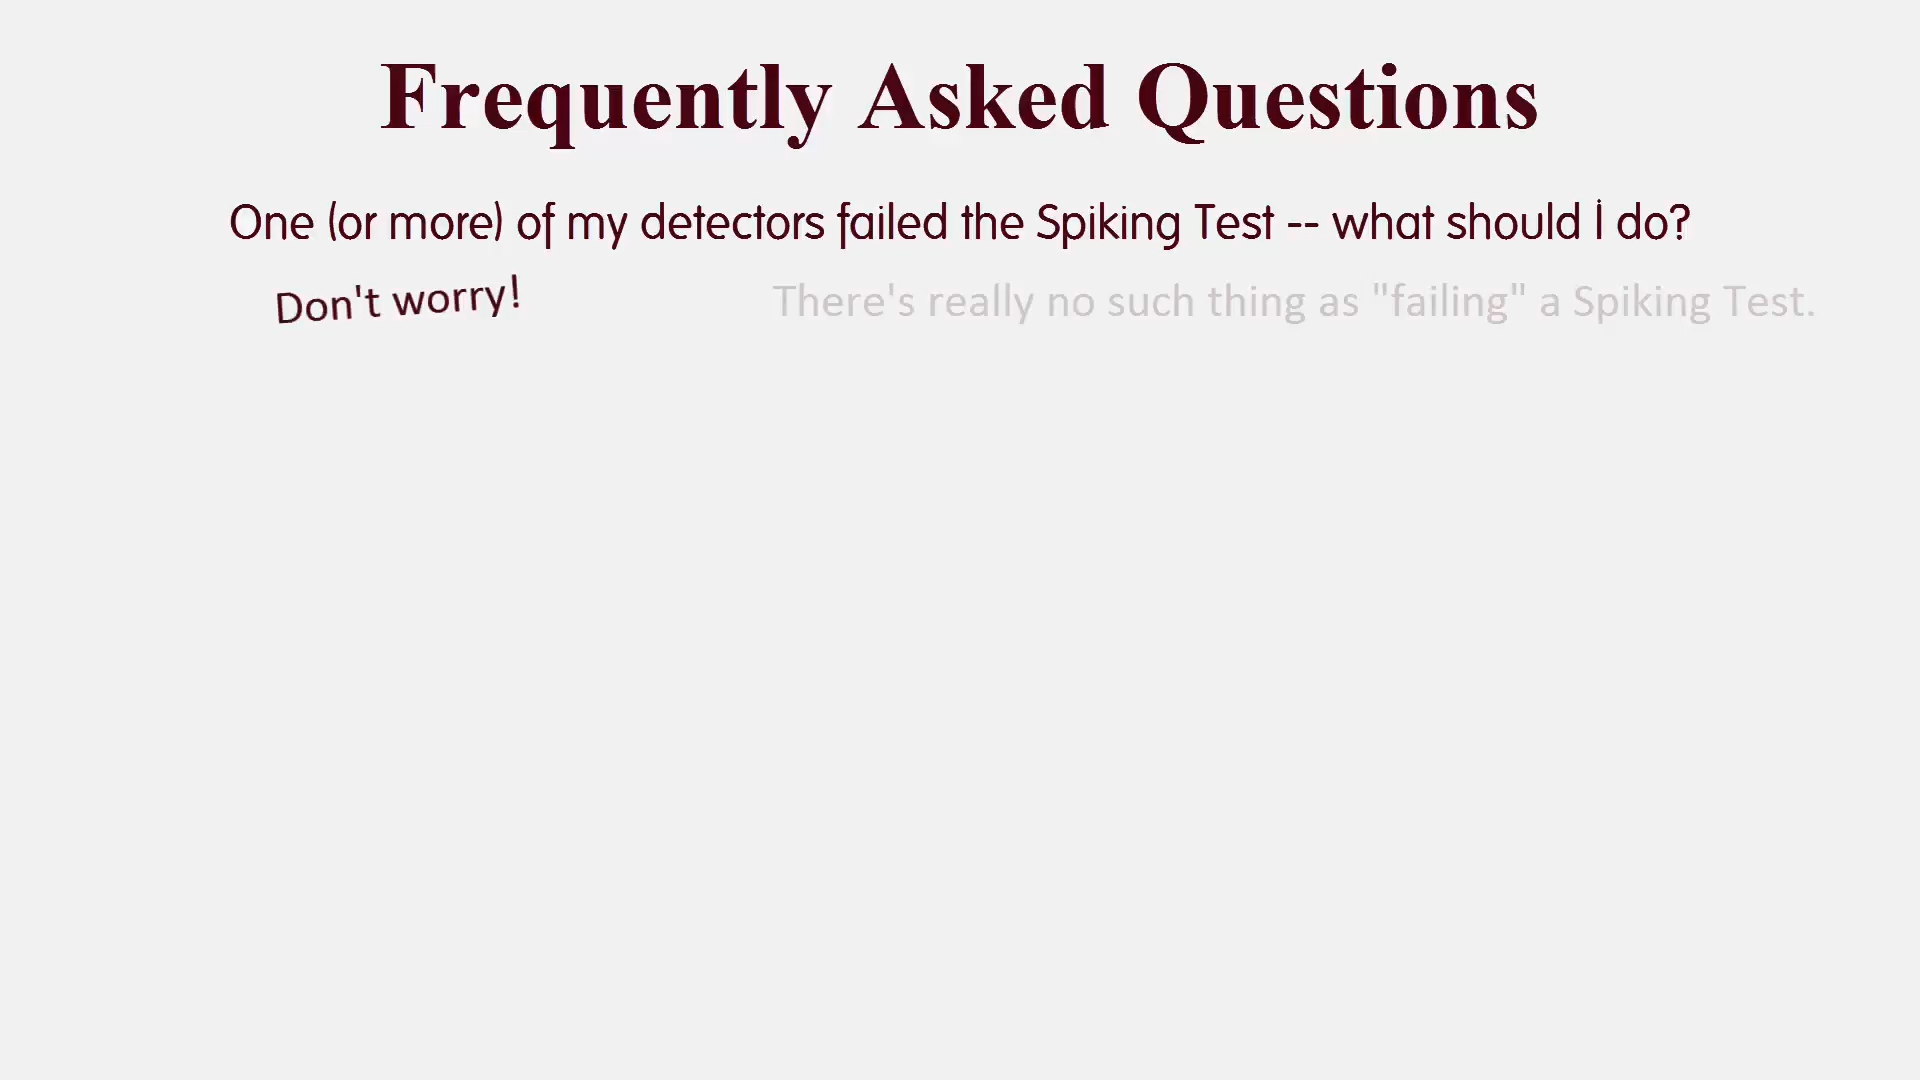 Frequently Asked Questions
One (or more) of my detectors failed the Spiking Test -- what should I do?
Don't worry! There's really no such thing as "failing" a Spiking Test.